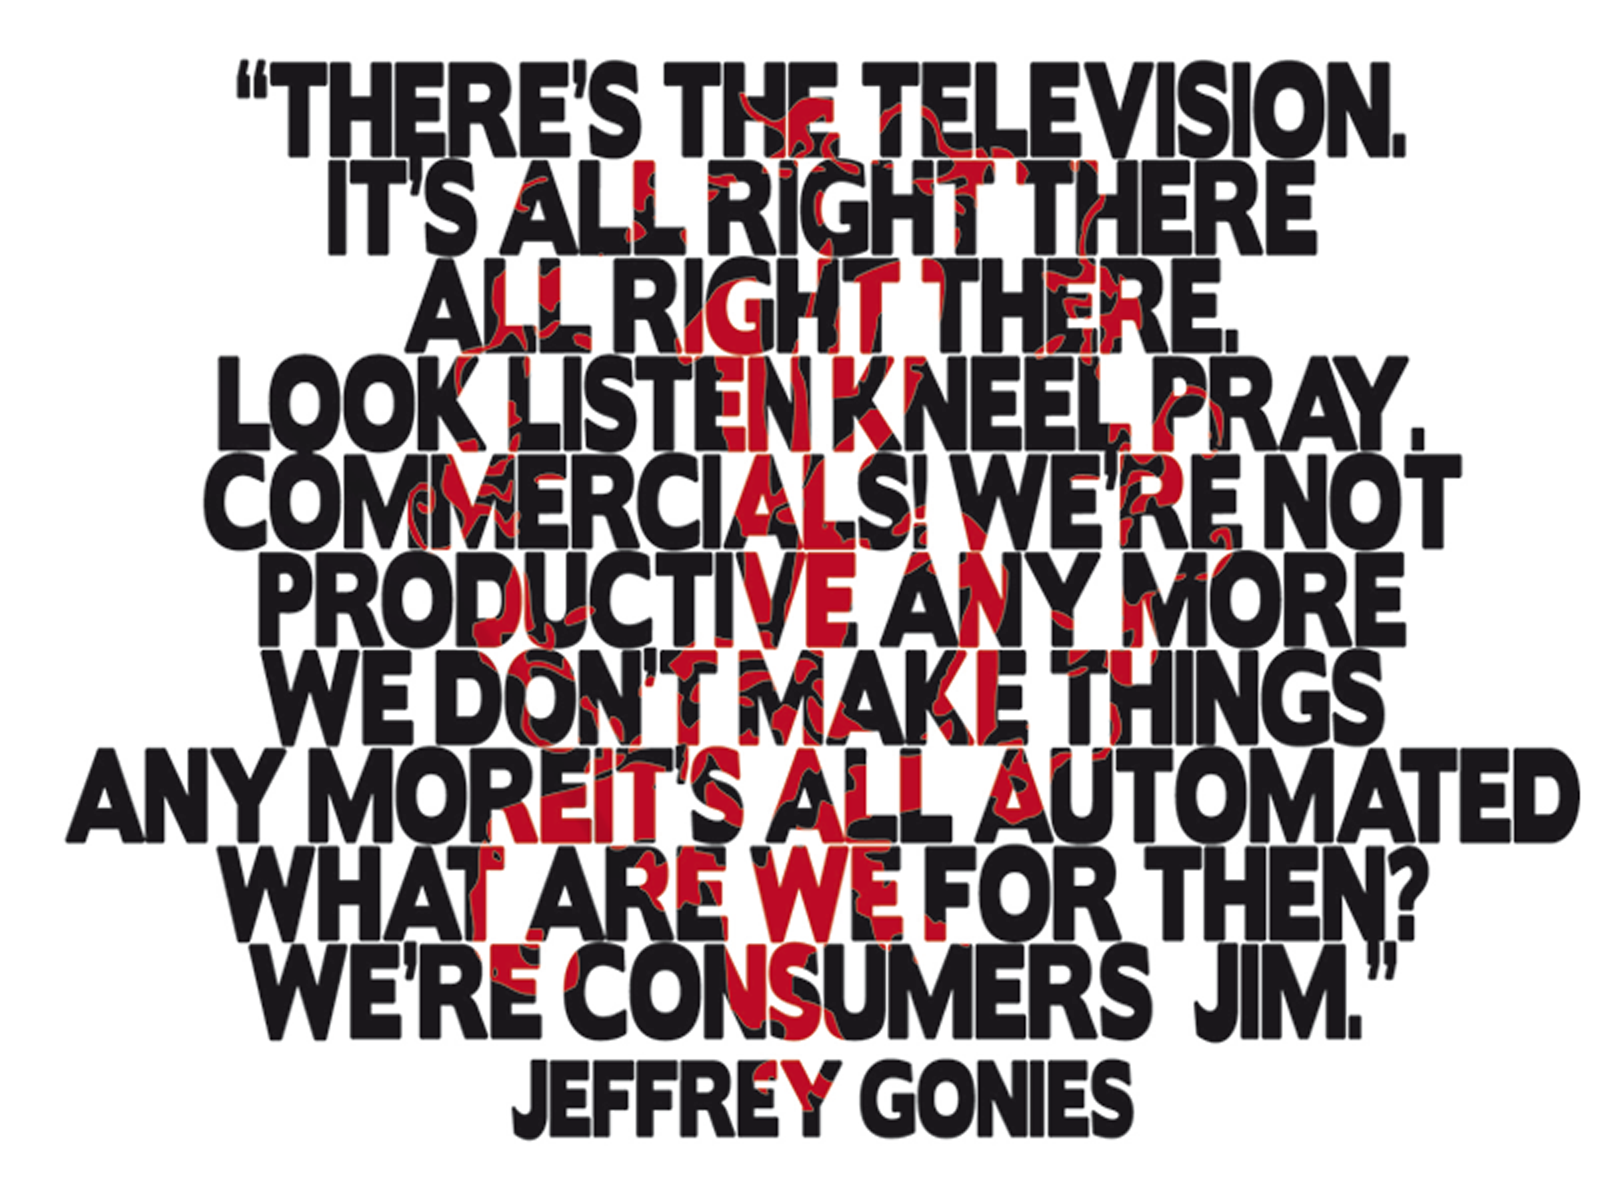 “THERE’S THE TELEVISION.
IT’S ALL RIGHT THERE
ALL RIGHT THERE.
LOOK LISTEN KNEEL PRAY.
COMMERCIALS! WE’RE NOT
PRODUCTIVE ANY MORE
WE DON’T MAKE THINGS
ANY MOREIT’S ALL AUTOMATED
WHAT ARE WE FOR THEN?
WE’RE CONSUMERS JIM.”
JEFFREY GONIES